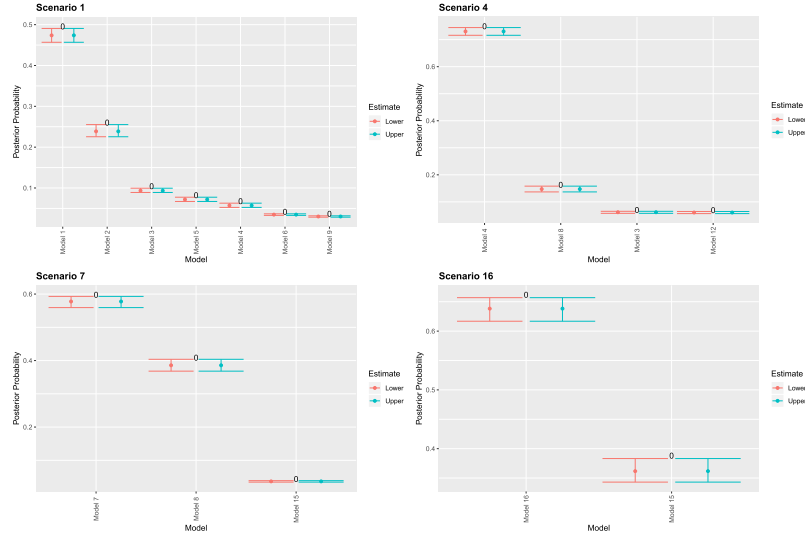 Scenario 1
Posterior Probability
0.5
0.4
0.3
0.2
0.1
0
0
0
0
0
0
0
Model 1
Model 2
Model 3
Model 5
Model 4
Model 6
Model 9
Model
Estimate
Lower
Upper
Scenario 4
Posterior Probability
0.6
0.4
0.2
0
0
0
0
Model 4
Model 8
Model 3
Model 12
Model
Estimate
Lower
Upper
Scenario 7
Posterior Probability
0.6
0.4
0.2
0
0
0
Model 7
Model 8
Model 15
Model
Estimate
Lower
Upper
Scenario 16
Posterior Probability
0.6
0.5
0.4
0
0
Model 16
Model 15
Model
Estimate
Lower
Upper